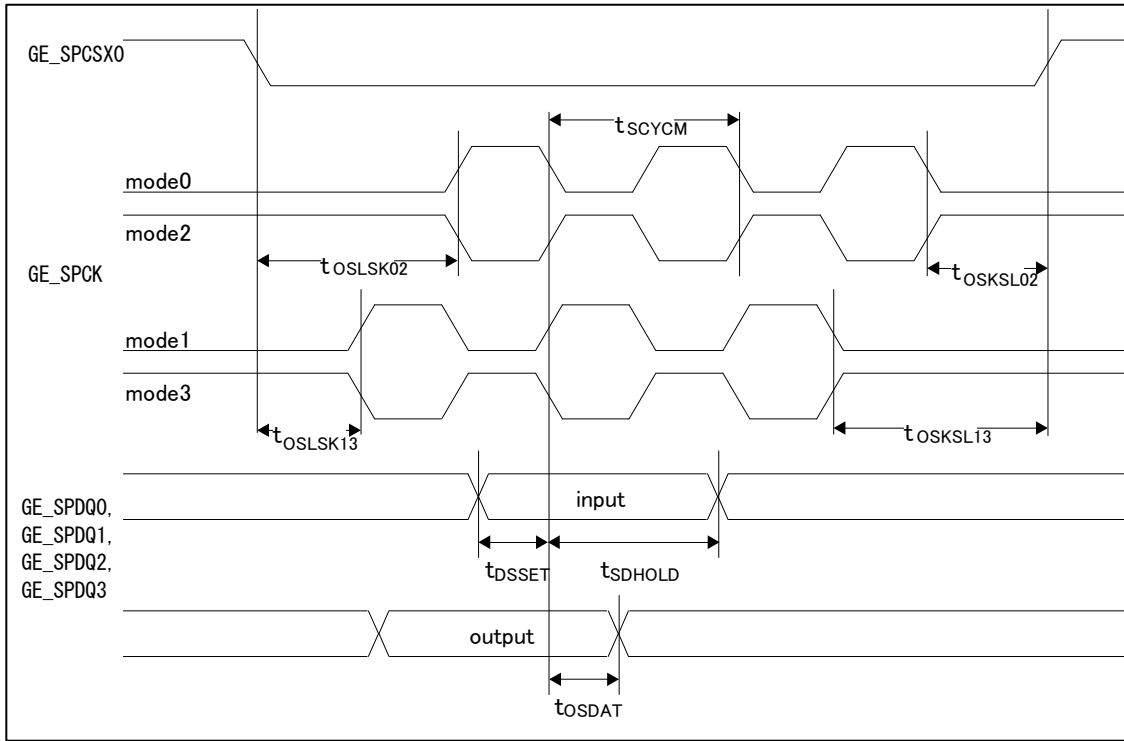 GE_SPCSX0
tSCYCM
mode0
mode2
tOSLSK02
tOSKSL02
GE_SPCK
mode1
mode3
tOSLSK13
tOSKSL13
GE_SPDQ0,
GE_SPDQ1,
GE_SPDQ2,
GE_SPDQ3
input
tDSSET
tSDHOLD
output
tOSDAT